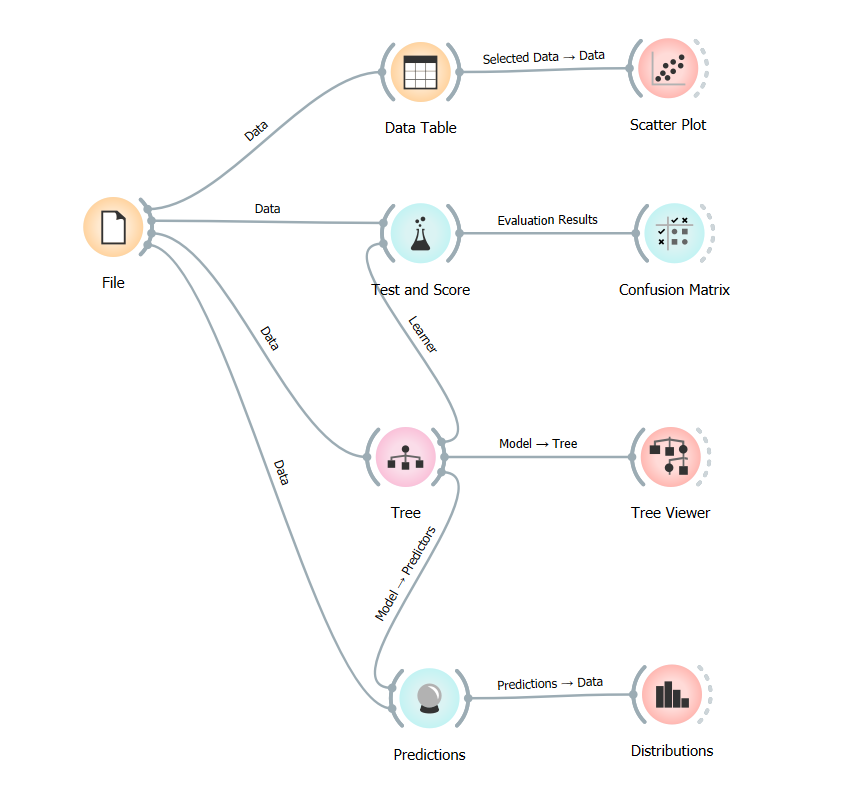 Selected Data → Data
Data Table
Scatter Plot
Data
Data
Evaluation Results
File
Test and Score
Confusion Matrix
Data
Learner
Model → Tree
Data
Tree
Tree Viewer
Model → Predictors
Predictions → Data
Predictions
Distributions